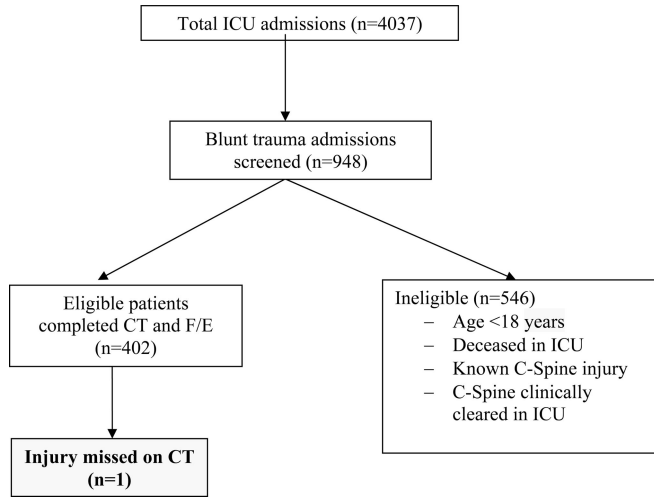 Total ICU admissions (n=4037)
Blunt trauma admissions
screened (n=948)
Eligible patients
completed CT and F/E
(n=402)
Ineligible (n=546)
– Age <18 years
– Deceased in ICU
– Known C-Spine injury
– C-Spine clinically
cleared in ICU
Injury missed on CT
(n=1)